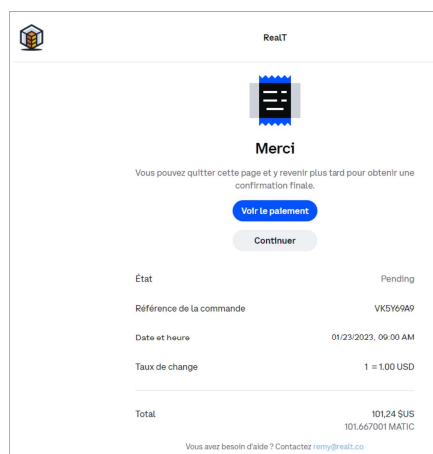 RealT
Merci
Vous pouvez quitter cette page et y revenir plus tard pour obtenir une
confirmation finale.
Voir le paiement
Continuer
État Pending
Référence de la commande VK5Y69A9
Date et heure 01/23/2023, 09:00 AM
Taux de change 1 = 1.00 USD
Total 101,24 $US
101.667001 MATIC
Vous avez besoin d'aide ? Contactez remy@realt.co